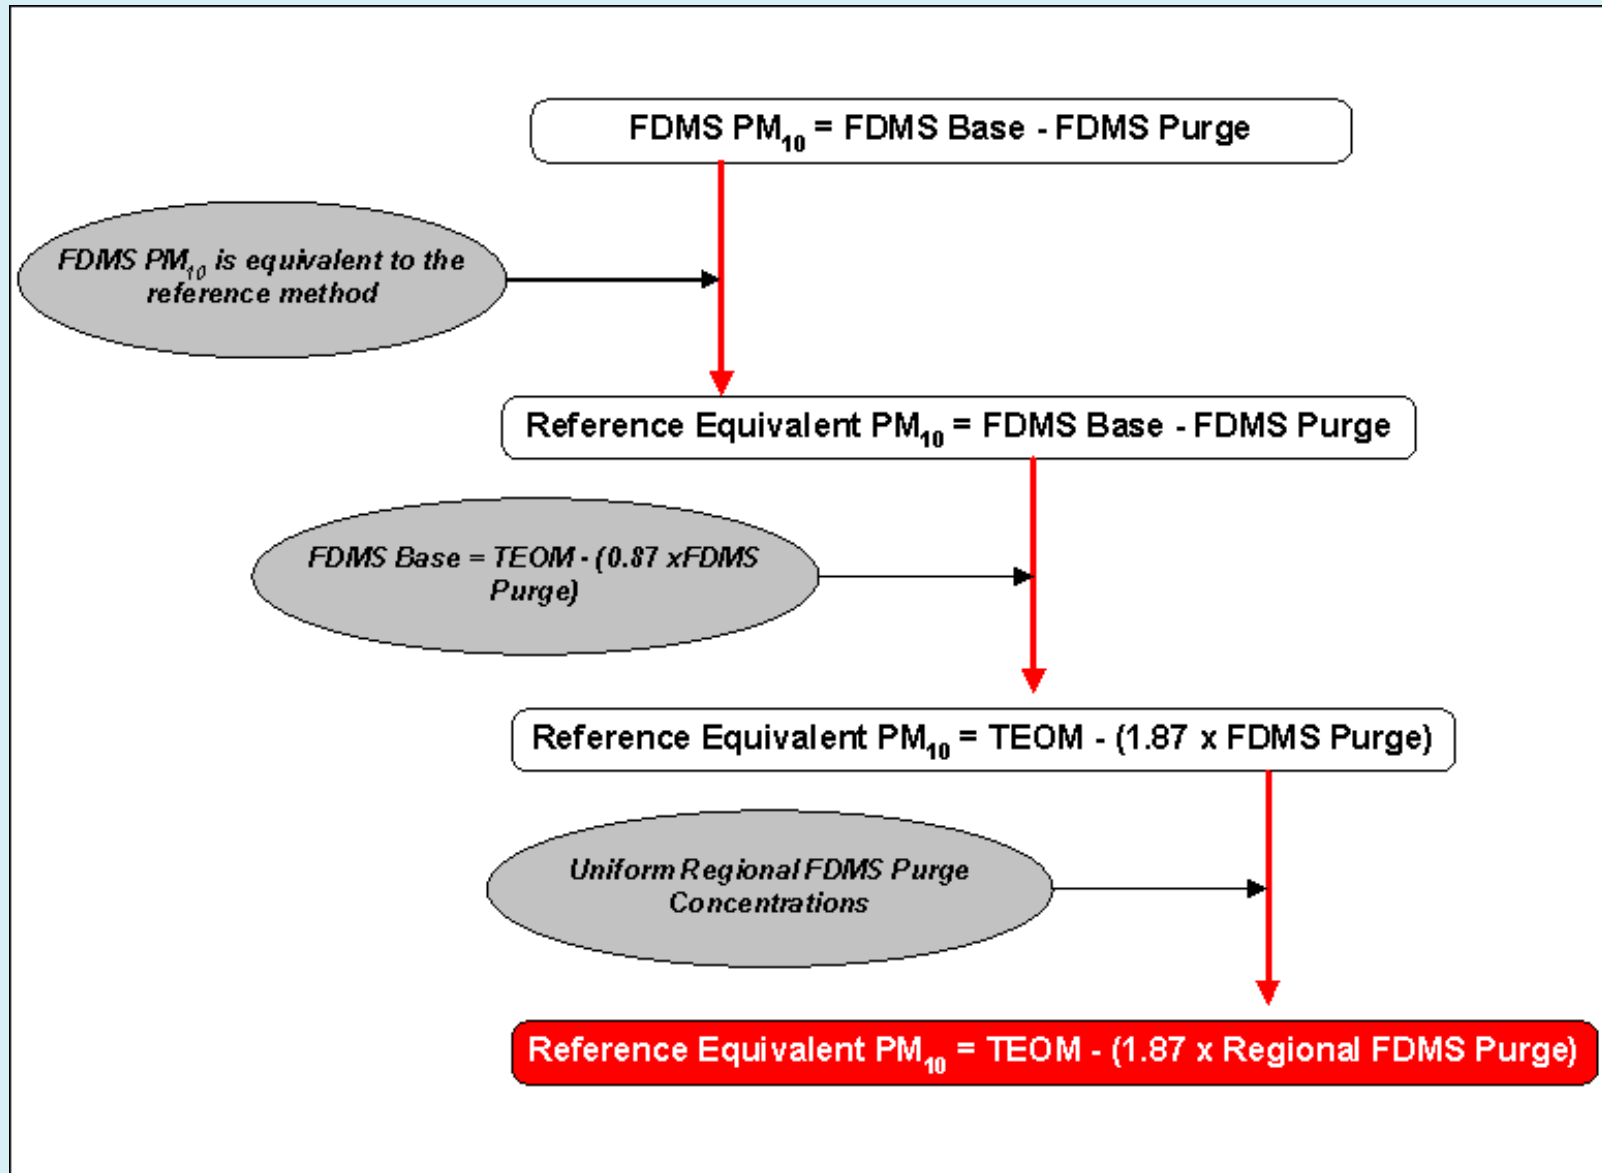 FDMS PM10 = FDMS Base - FDMS Purge
FDMS PM10 is equivalent to the
reference method
Reference Equivalent PM10 = FDMS Base - FDMS Purge
FDMS Base = TEOM - (0.87 xFDMS
Purge)
Reference Equivalent PM10 = TEOM - (1.87 x FDMS Purge)
Uniform Regional FDMS Purge
Concentrations
Reference Equivalent PM10 = TEOM - (1.87 x Regional FDMS Purge)